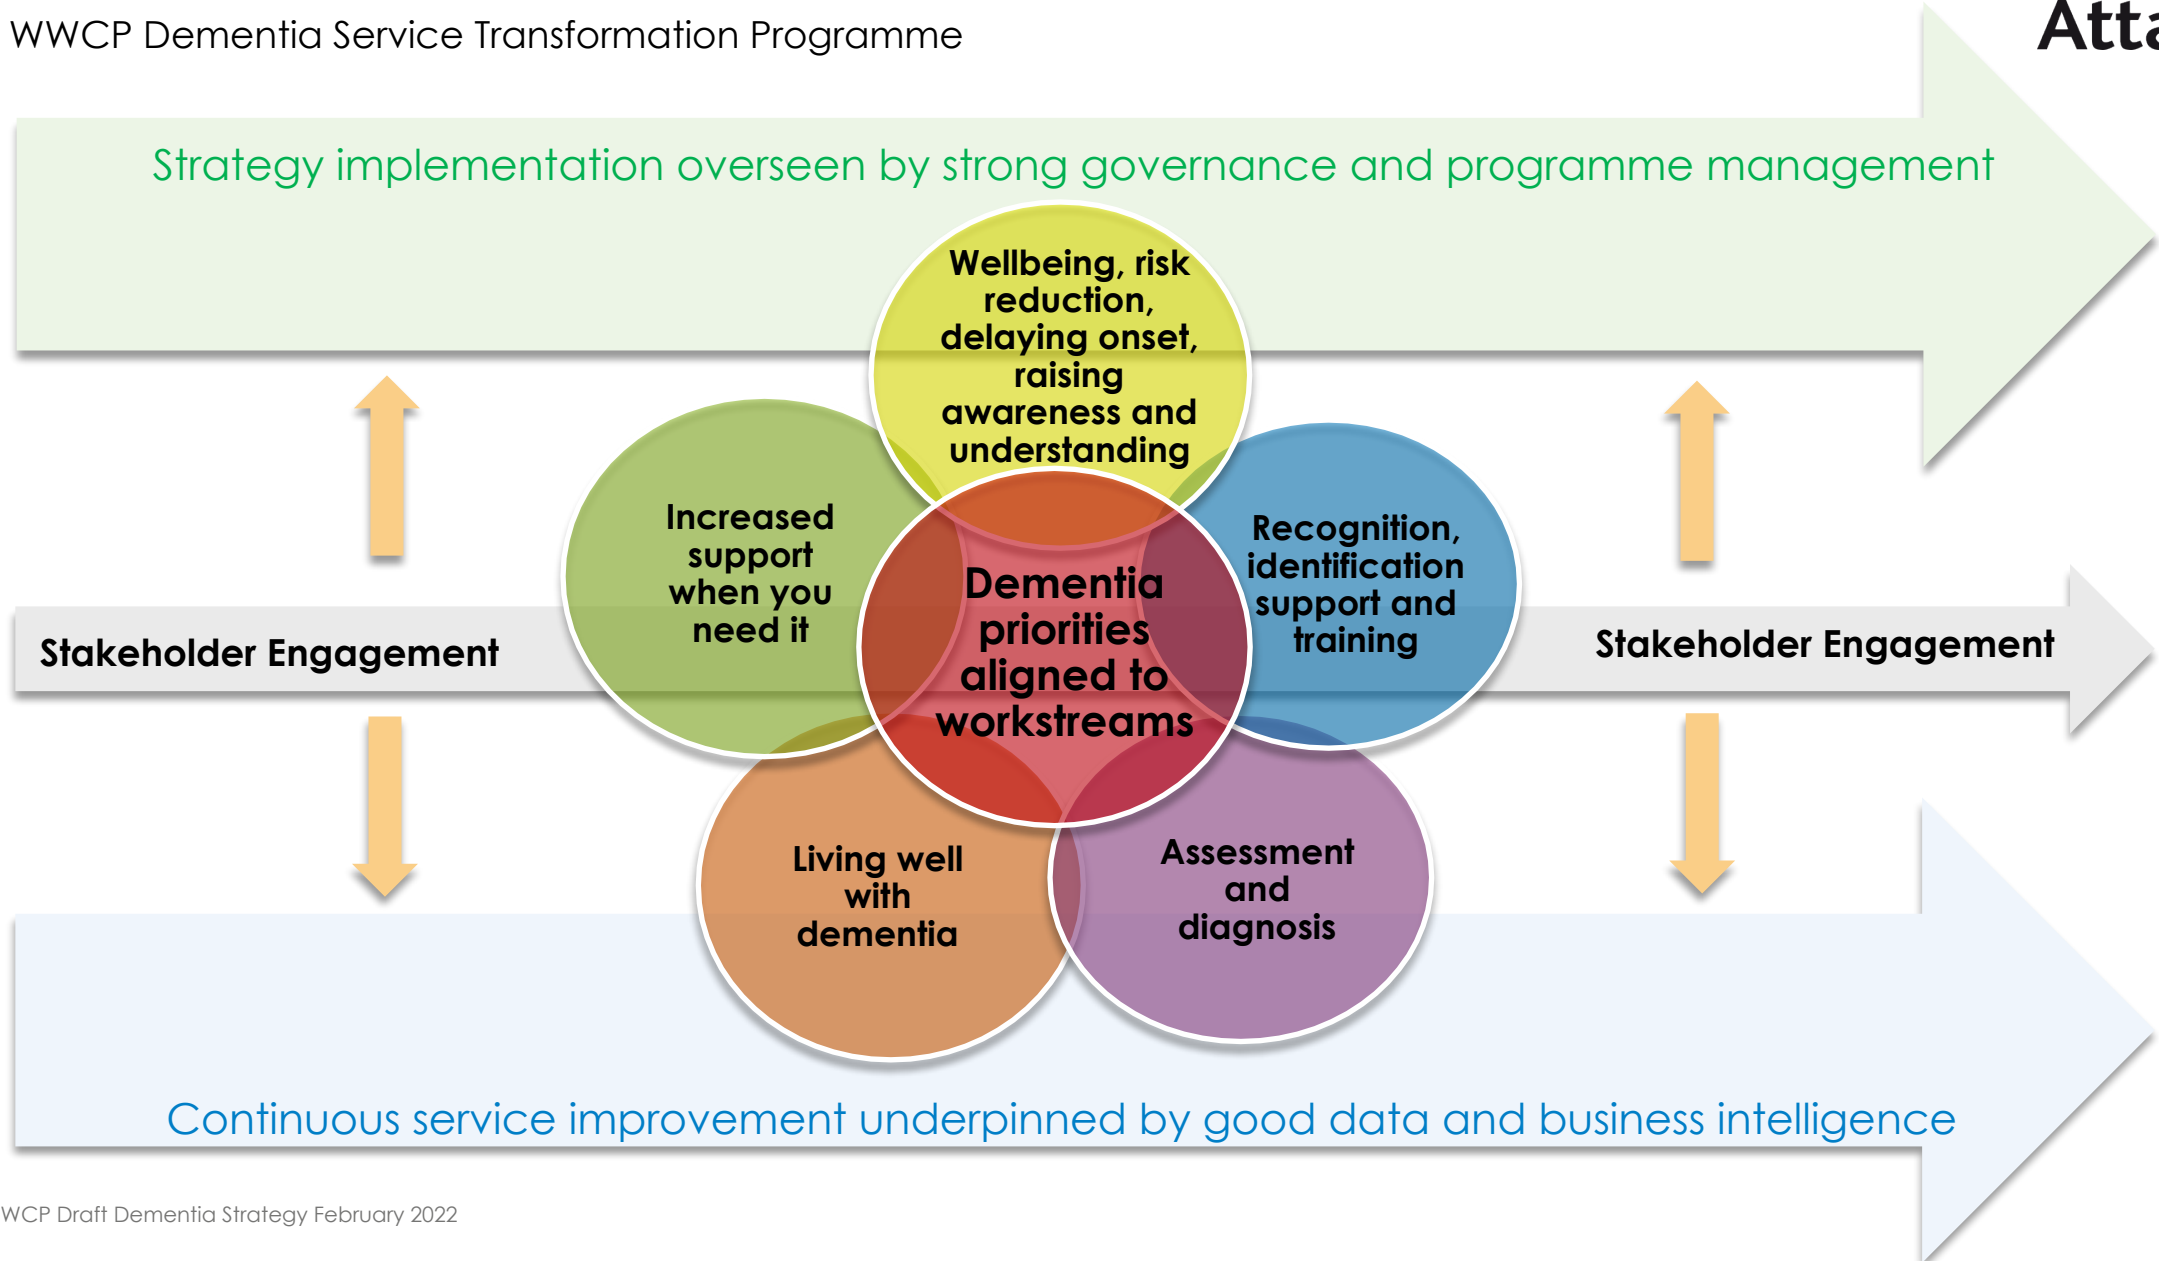 WWCP Dementia Service Transformation Programme
Strategy implementation overseen by strong governance and programme management
Wellbeing, risk
reduction,
delaying onset,
raising
awareness and
understanding
Increased
support
when you
need it
Recognition,
identification
support and
training
Dementia
priorities
aligned to
workstreams
Stakeholder Engagement
Stakeholder Engagement
Living well
with
dementia
Assessment
and
diagnosis
Continuous service improvement underpinned by good data and business intelligence
WCP Draft Dementia Strategy February 2022